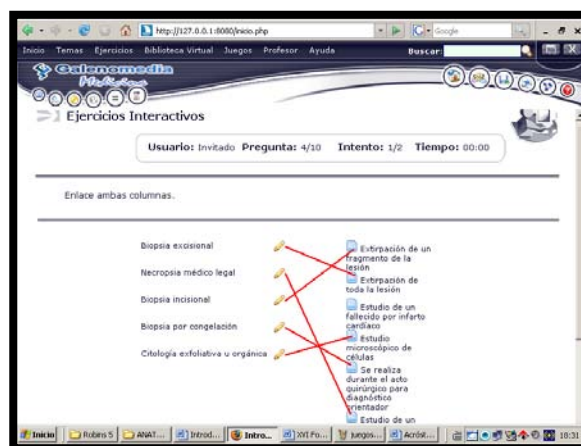 http://127.0.0.1:8080/inicio.php
Google
Inicio Temas Ejercicios Biblioteca Virtual Juegos Profesor Ayuda Buscar:
Galenomedia
Medicina
Ejercicios Interactivos
Usuario: Invitado Pregunta: 4/10 Intento: 1/2 Tiempo: 00:00
Enlace ambas columnas.
Biopsia excisional
Necropsia médico legal
Biopsia incisional
Biopsia por congelación
Citología exfoliativa u orgánica
Extirpación de un
fragmento de la
lesión
Extirpación de
toda la lesión
Estudio de un
fallecido por infarto
cardíaco
Estudio
microscópico de
células
Se realiza
durante el acto
quirúrgico para
diagnóstico
orientador
Estudio de un
Inicio Robins 5 ANAT... Introd... Intro... XVI Fo... Juegos... Acróst...